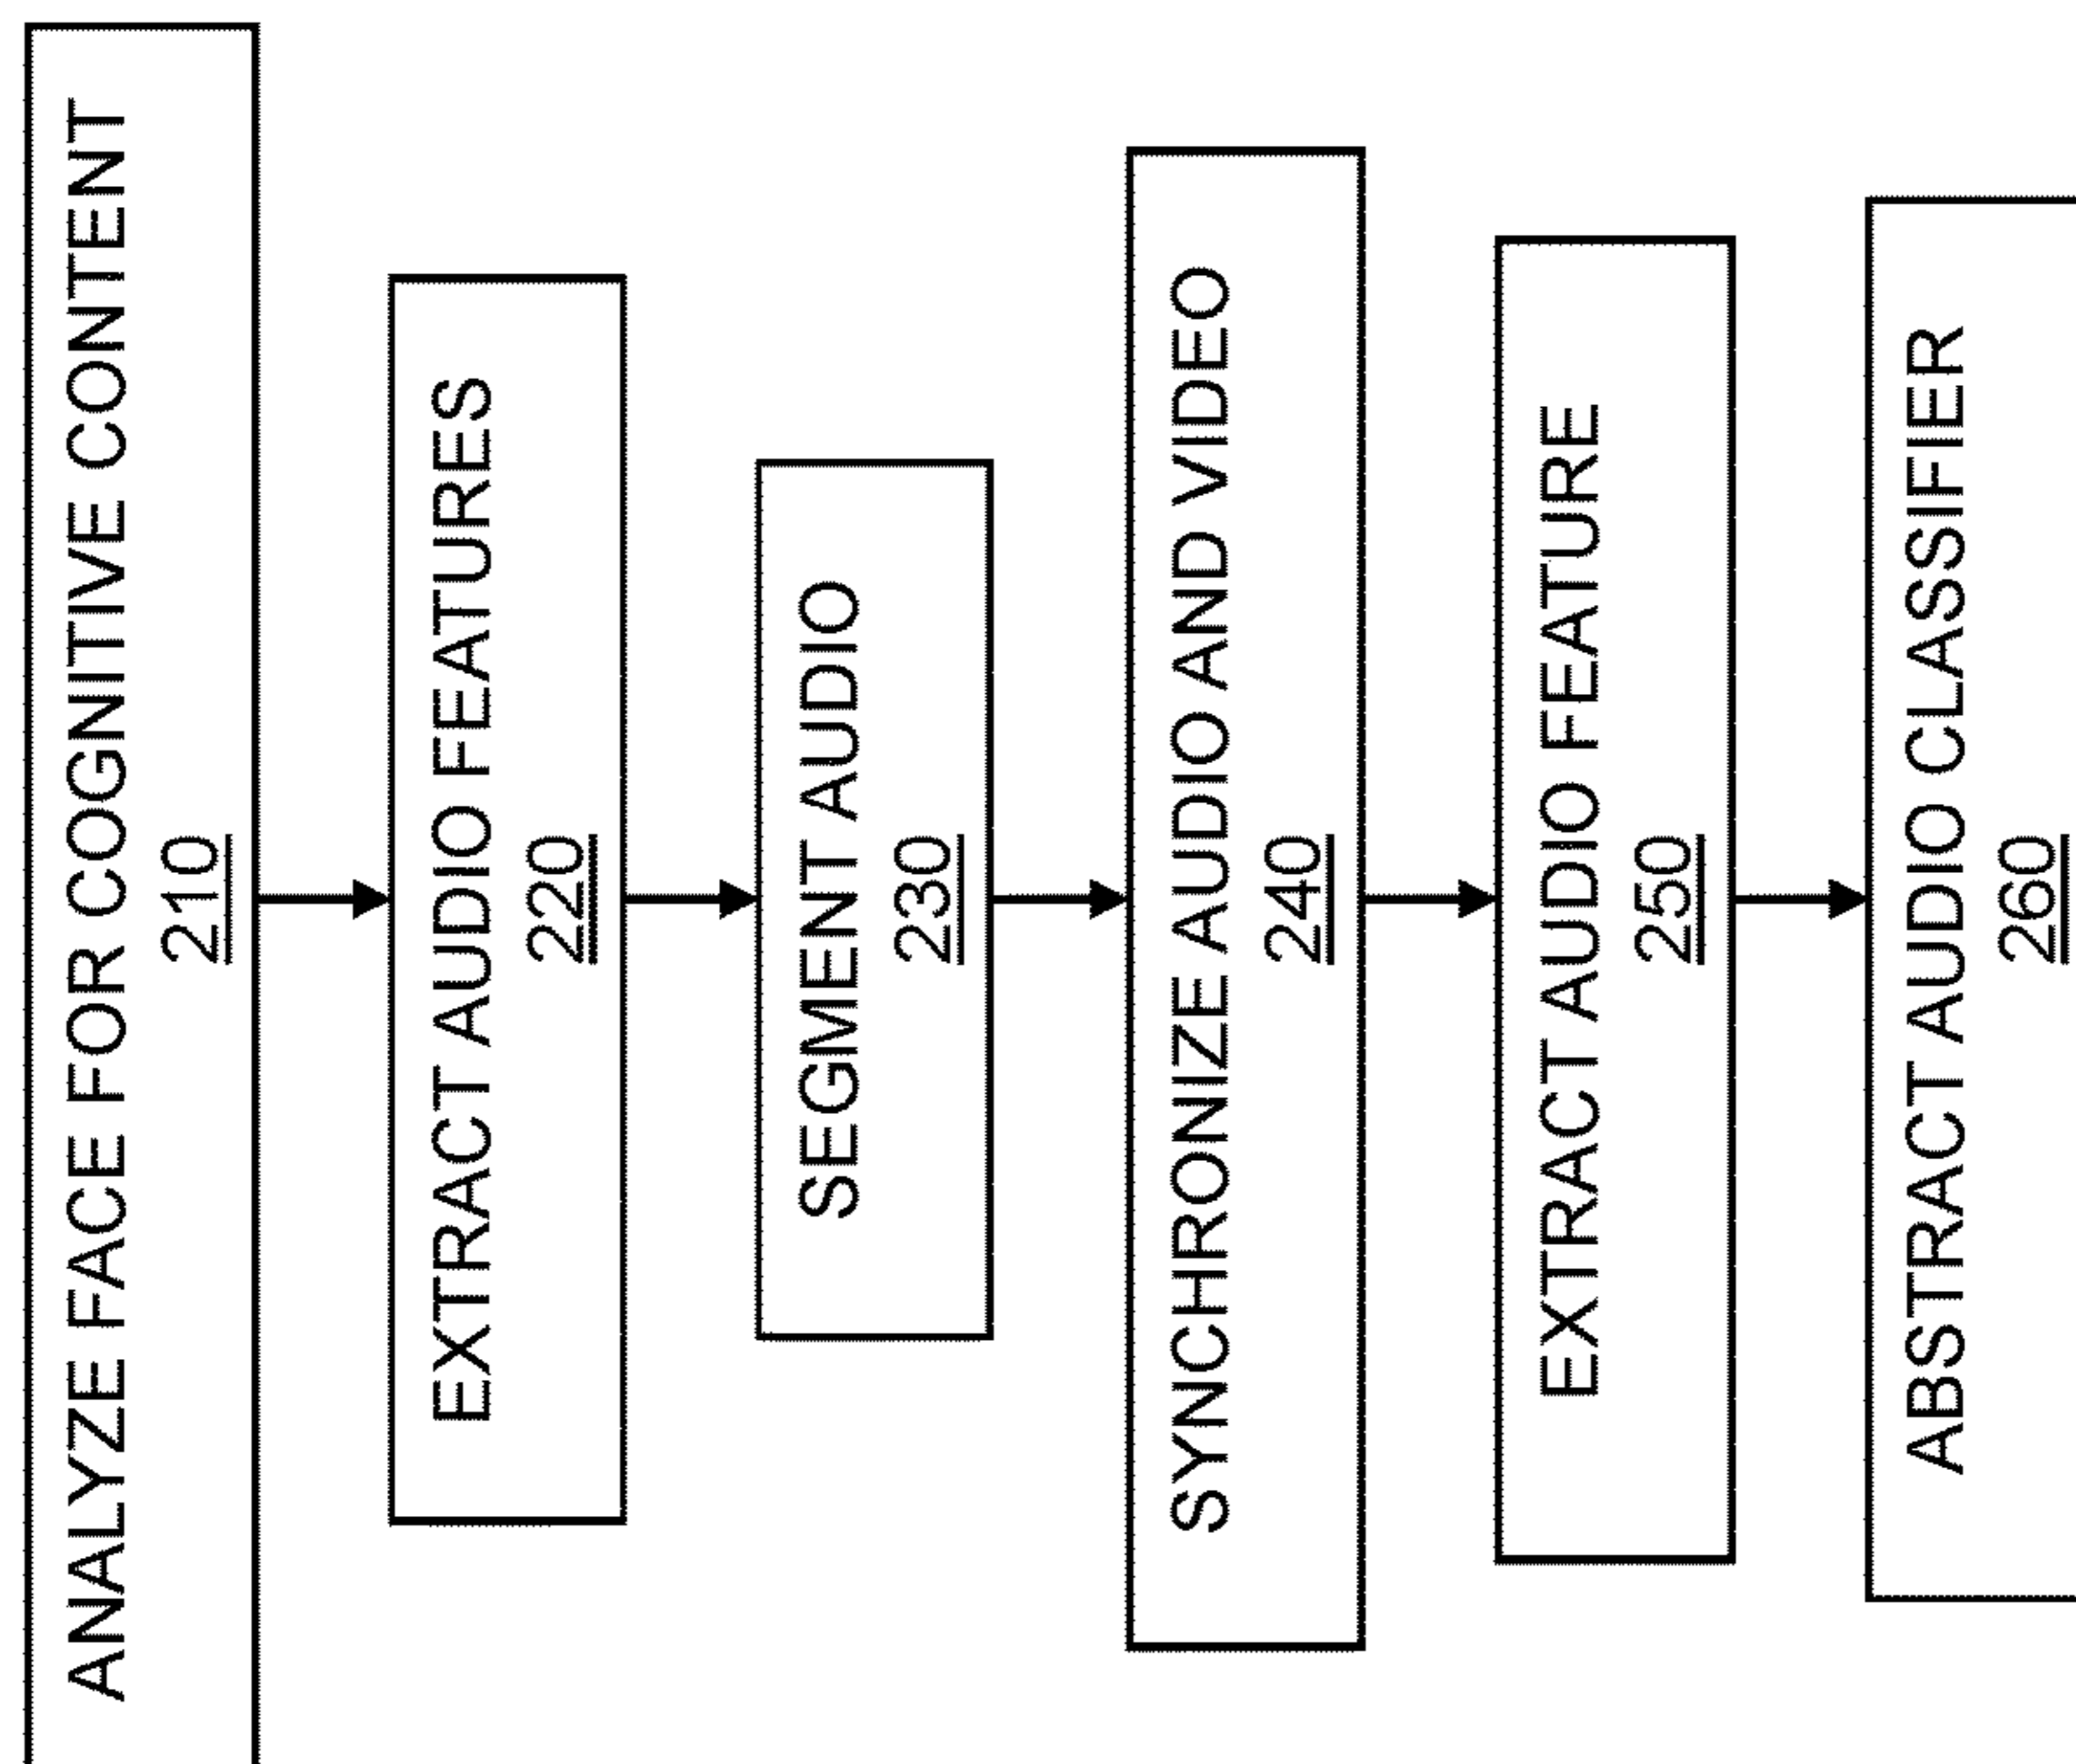 ANALYZE FACE FOR COGNITIVE CONTENT
210
EXTRACT AUDIO FEATURES
220
SEGMENT AUDIO
230
SYNCHRONIZE AUDIO AND VIDEO
240
EXTRACT AUDIO FEATURE
250
ABSTRACT AUDIO CLASSIFIER
260